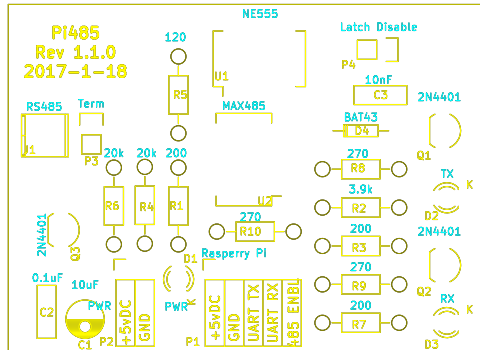 NE555
Pi485
Rev 1.1.0
2017-1-18
120
Latch Disable
U1
P4
10nF
C3
2N4401
RS485
Term
R5
MAX485
BAT43
D4
J1
P3
Q1
20k
20k
200
270
R8
TX
K
3.9k
R6
R4
R1
U2
R2
D2
270
R10
200
R3
2N4401
2N4401
Q3
D1
Rasperry Pi
270
R9
0.1uF
10uF
K
Q2
RX
K
PWR
PWR
200
C2
C1
P2
+5vDC
GND
P1
+5vDC
GND
UART TX
UART RX
485 ENBL
R7
D3